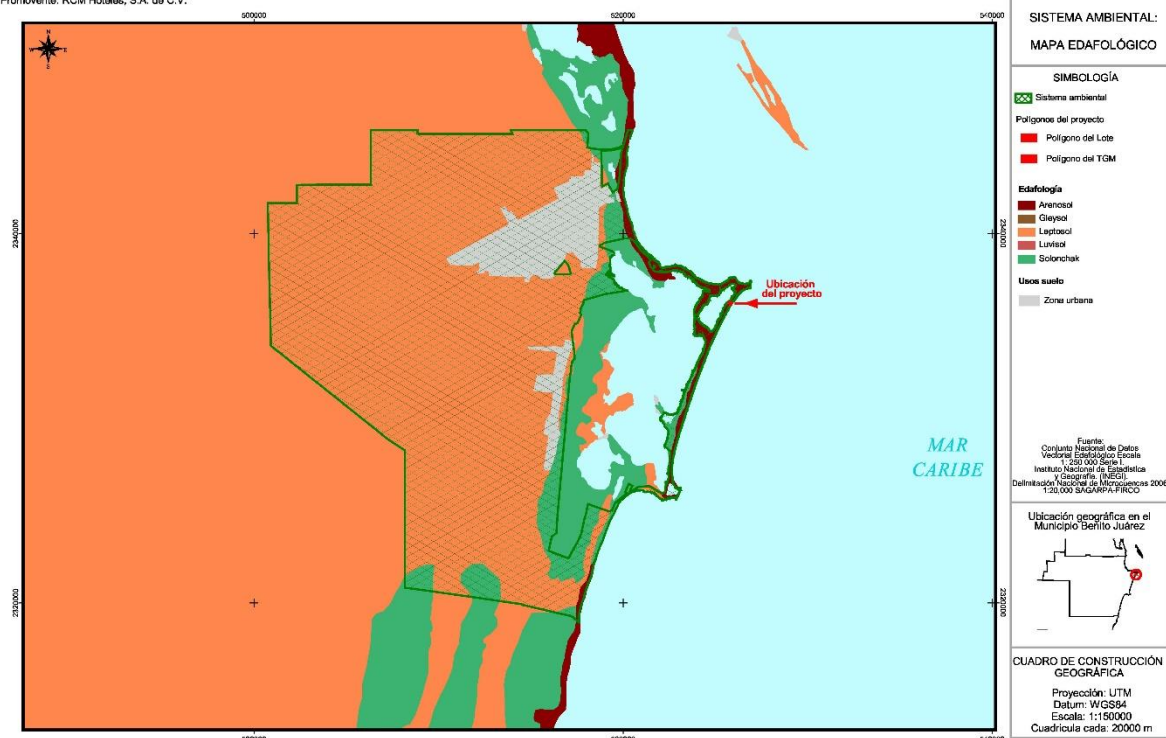 Promovente: RCM Hoteles, S.A. de C.V.
500000
520000
540000
N
W
E
S
2340000
2340000
2320000
2320000
Ubicación
del proyecto
MAR
CARIBE
SISTEMA AMBIENTAL:
MAPA EDAFOLÓGICO
SIMBOLOGÍA
Sistema ambiental
Polígonos del proyecto
Polígono del Lote
Polígono del TGM
Edafología
Arenosol
Gleysol
Leptosol
Luvisol
Solonchak
Usos suelo
Zona urbana
Fuente:
Conjunto Nacional de Datos
Vectorial Edafológico Escala
1: 250 000 Serie I.
Instituto Nacional de Estadística
y Geografía. (INEGI).
Delimitación Nacional de Microcuencas 2006
1:20,000 SAGARPA-FIRCO
Ubicación geográfica en el
Municipio Benito Juárez
CUADRO DE CONSTRUCCIÓN
GEOGRÁFICA
Proyección: UTM
Datum: WGS84
Escala: 1:150000
Cuadrícula cada: 20000 m